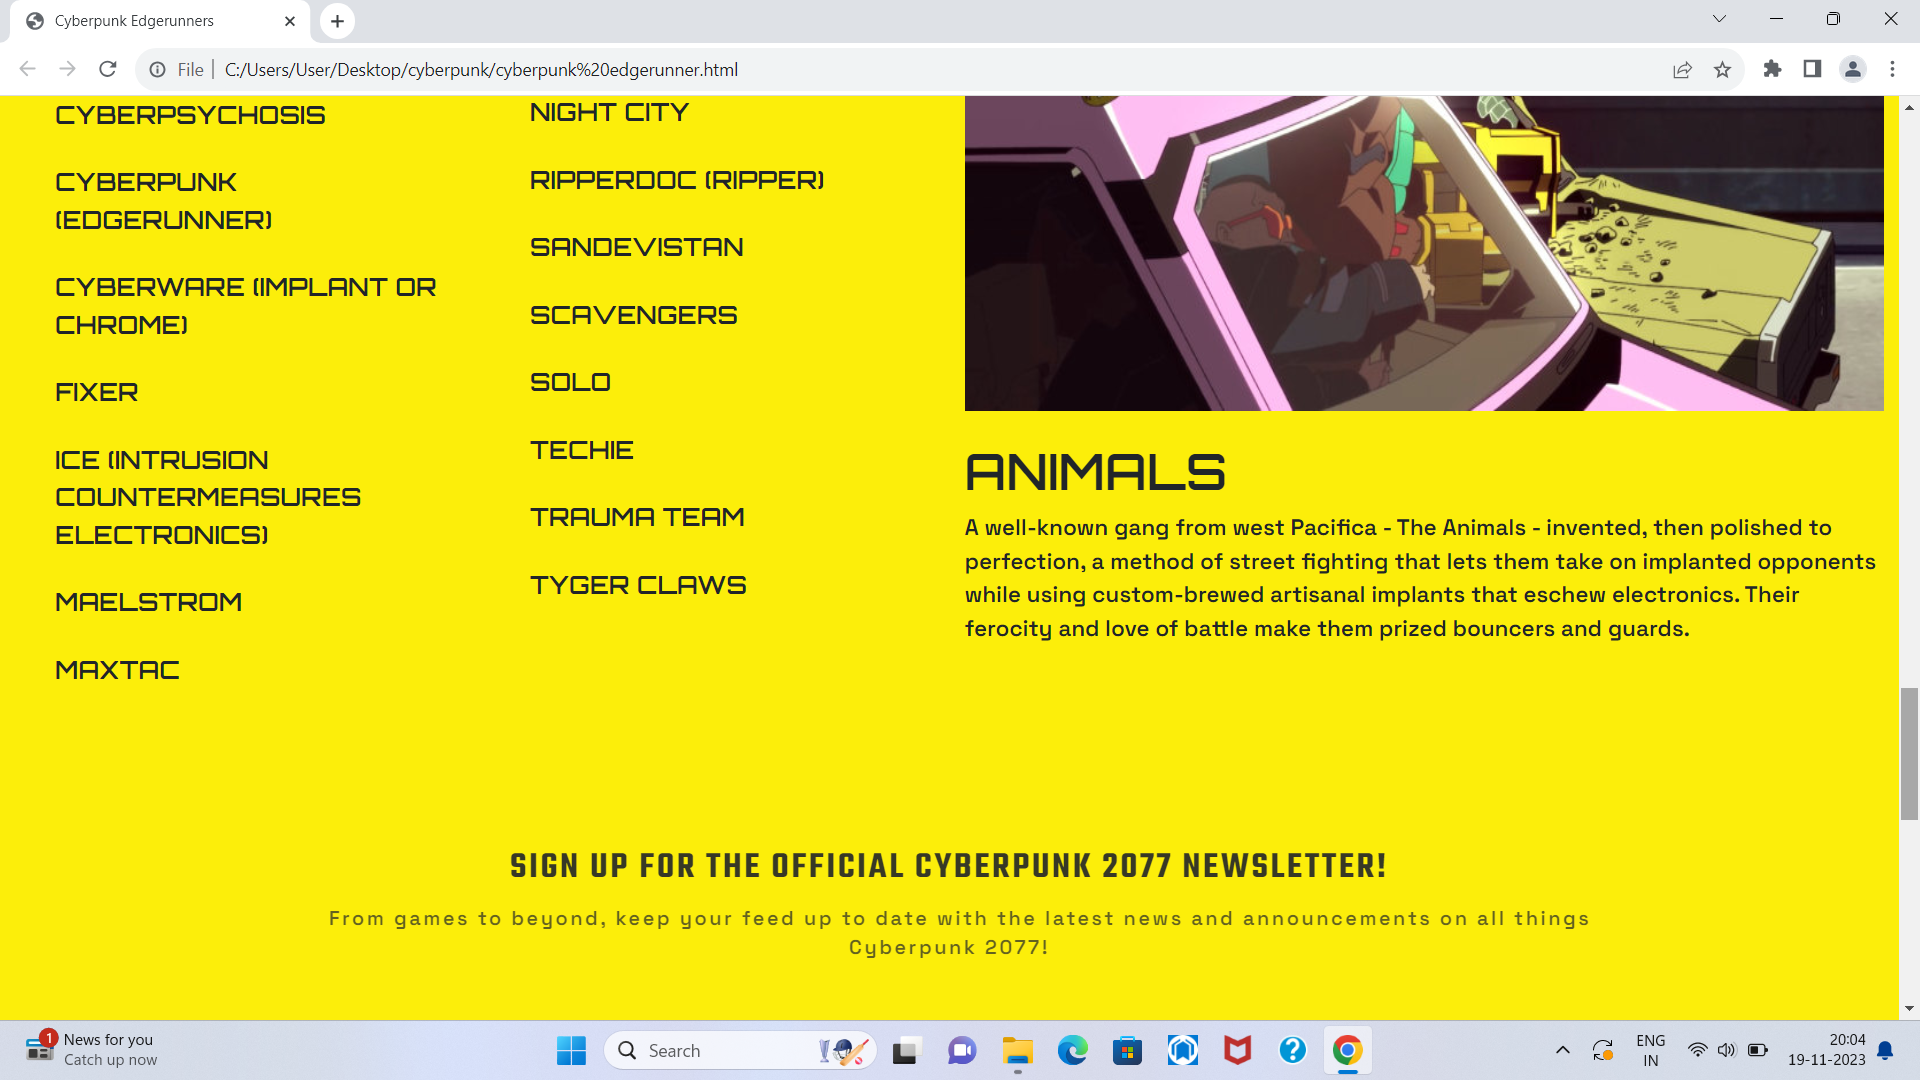 Cyberpunk Edgerunners
File
C:/Users/User/Desktop/cyberpunk/cyberpunk%20edgerunner.html
CYBERPSYCHOSIS
CYBERPUNK
(EDGERUNNER)
CYBERWARE (IMPLANT OR
CHROME)
FIXER
ICE (INTRUSION
COUNTERMEASURES
ELECTRONICS)
MAELSTROM
MAXTAC
NIGHT CITY
RIPPERDOC (RIPPER)
SANDEVISTAN
SCAVENGERS
SOLO
TECHIE
TRAUMA TEAM
TYGER CLAWS
ANIMALS
A well-known gang from west Pacifica - The Animals - invented, then polished to
perfection, a method of street fighting that lets them take on implanted opponents
while using custom-brewed artisanal implants that eschew electronics. Their
ferocity and love of battle make them prized bouncers and guards.
SIGN UP FOR THE OFFICIAL CYBERPUNK 2077 NEWSLETTER!
From games to beyond, keep your feed up to date with the latest news and announcements on all things
Cyberpunk 2077!
1
News for you
Catch up now
Search
ENG
IN
20:04
19-11-2023